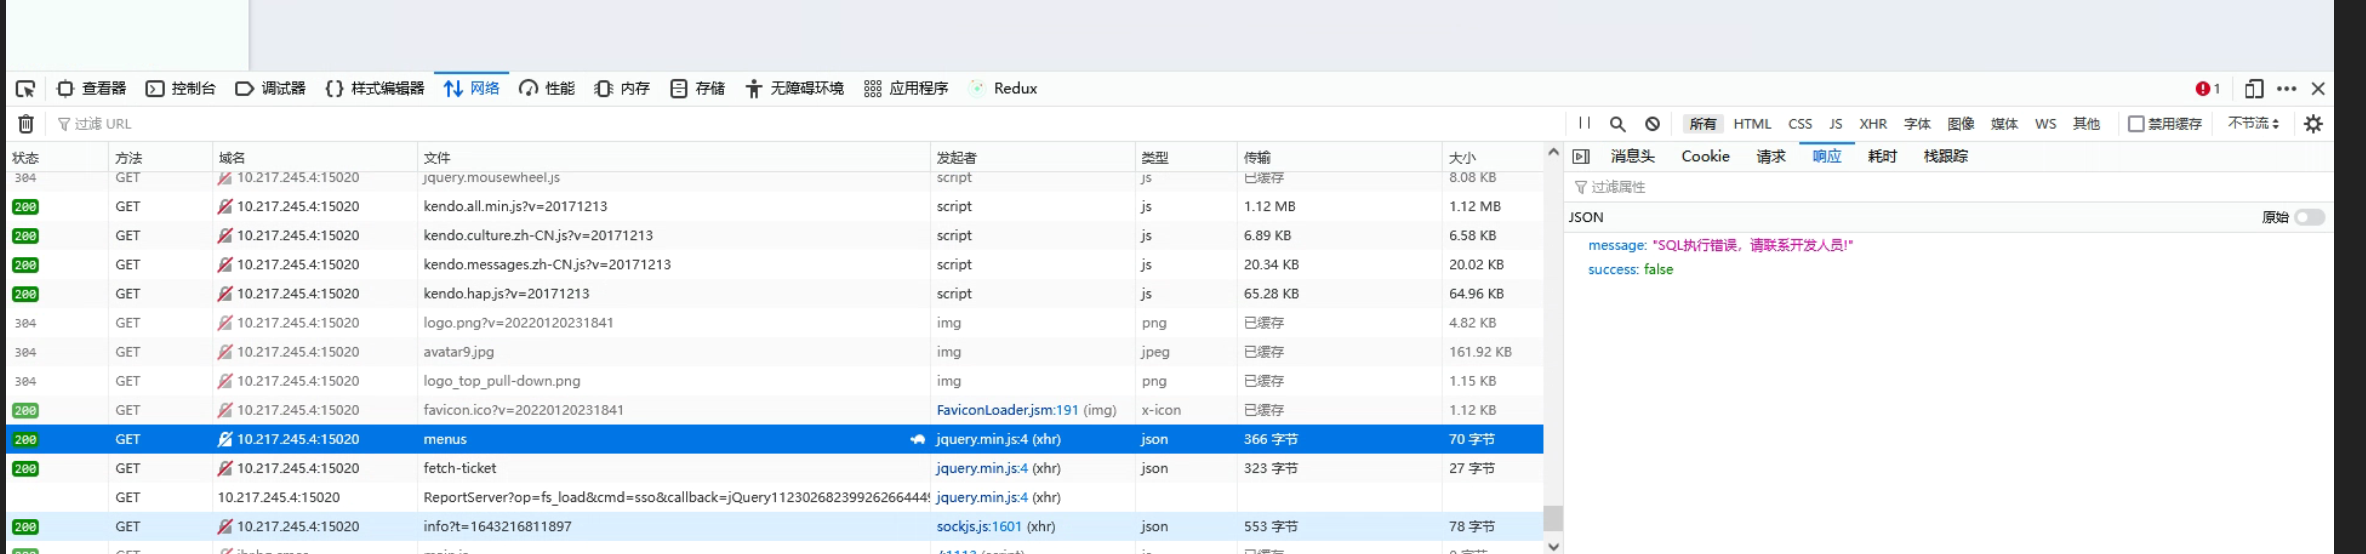 查看器 控制台 调试器 {} 样式编辑器 网络 性能 内存 存储 无障碍环境 应用程序 Redux 1
过滤 URL 所有 HTML CSS JS XHR 字体 图像 媒体 WS 其他 禁用缓存 不节流
状态 方法 域名 文件 发起者 类型 传输 大小
304 GET 10.217.245.4:15020 jquery.mousewheel.js script js 已缓存 8.08 KB
200 GET 10.217.245.4:15020 kendo.all.min.js?v=20171213 script js 1.12 MB 1.12 MB
200 GET 10.217.245.4:15020 kendo.culture.zh-CN.js?v=20171213 script js 6.89 KB 6.58 KB
200 GET 10.217.245.4:15020 kendo.messages.zh-CN.js?v=20171213 script js 20.34 KB 20.02 KB
200 GET 10.217.245.4:15020 kendo.hap.js?v=20171213 script js 65.28 KB 64.96 KB
304 GET 10.217.245.4:15020 logo.png?v=20220120231841 img png 已缓存 4.82 KB
304 GET 10.217.245.4:15020 avatar9.jpg img jpeg 已缓存 161.92 KB
304 GET 10.217.245.4:15020 logo_top_pull-down.png img png 已缓存 1.15 KB
200 GET 10.217.245.4:15020 favicon.ico?v=20220120231841 FaviconLoader.jsm:191 (img) x-icon 已缓存 1.12 KB
200 GET 10.217.245.4:15020 menus jquery.min.js:4 (xhr) json 366 字节 70 字节
200 GET 10.217.245.4:15020 fetch-ticket jquery.min.js:4 (xhr) json 323 字节 27 字节
GET 10.217.245.4:15020 ReportServer?op=fs_load&cmd=sso&callback=jQuery112302682399262664449 jquery.min.js:4 (xhr)
200 GET 10.217.245.4:15020 info?t=1643216811897 sockjs.js:1601 (xhr) json 553 字节 78 字节
消息头 Cookie 请求 响应 耗时 栈跟踪
过滤属性
JSON 原始
message: "SQL执行错误，请联系开发人员!"
success: false